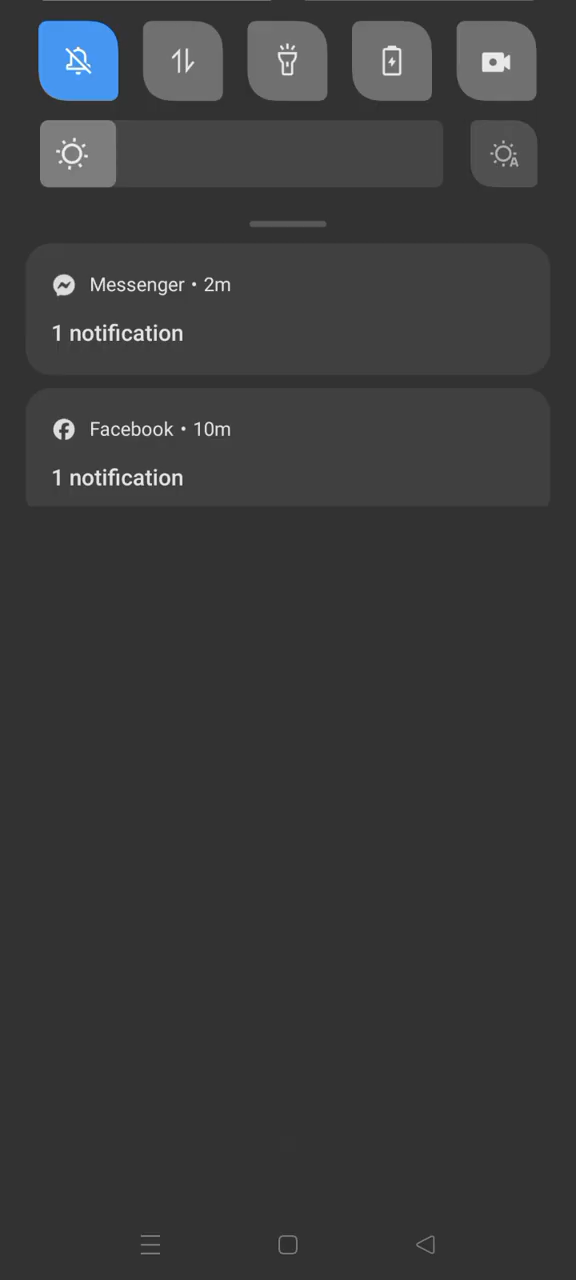 A
Messenger • 2m
1 notification
Facebook • 10m
1 notification